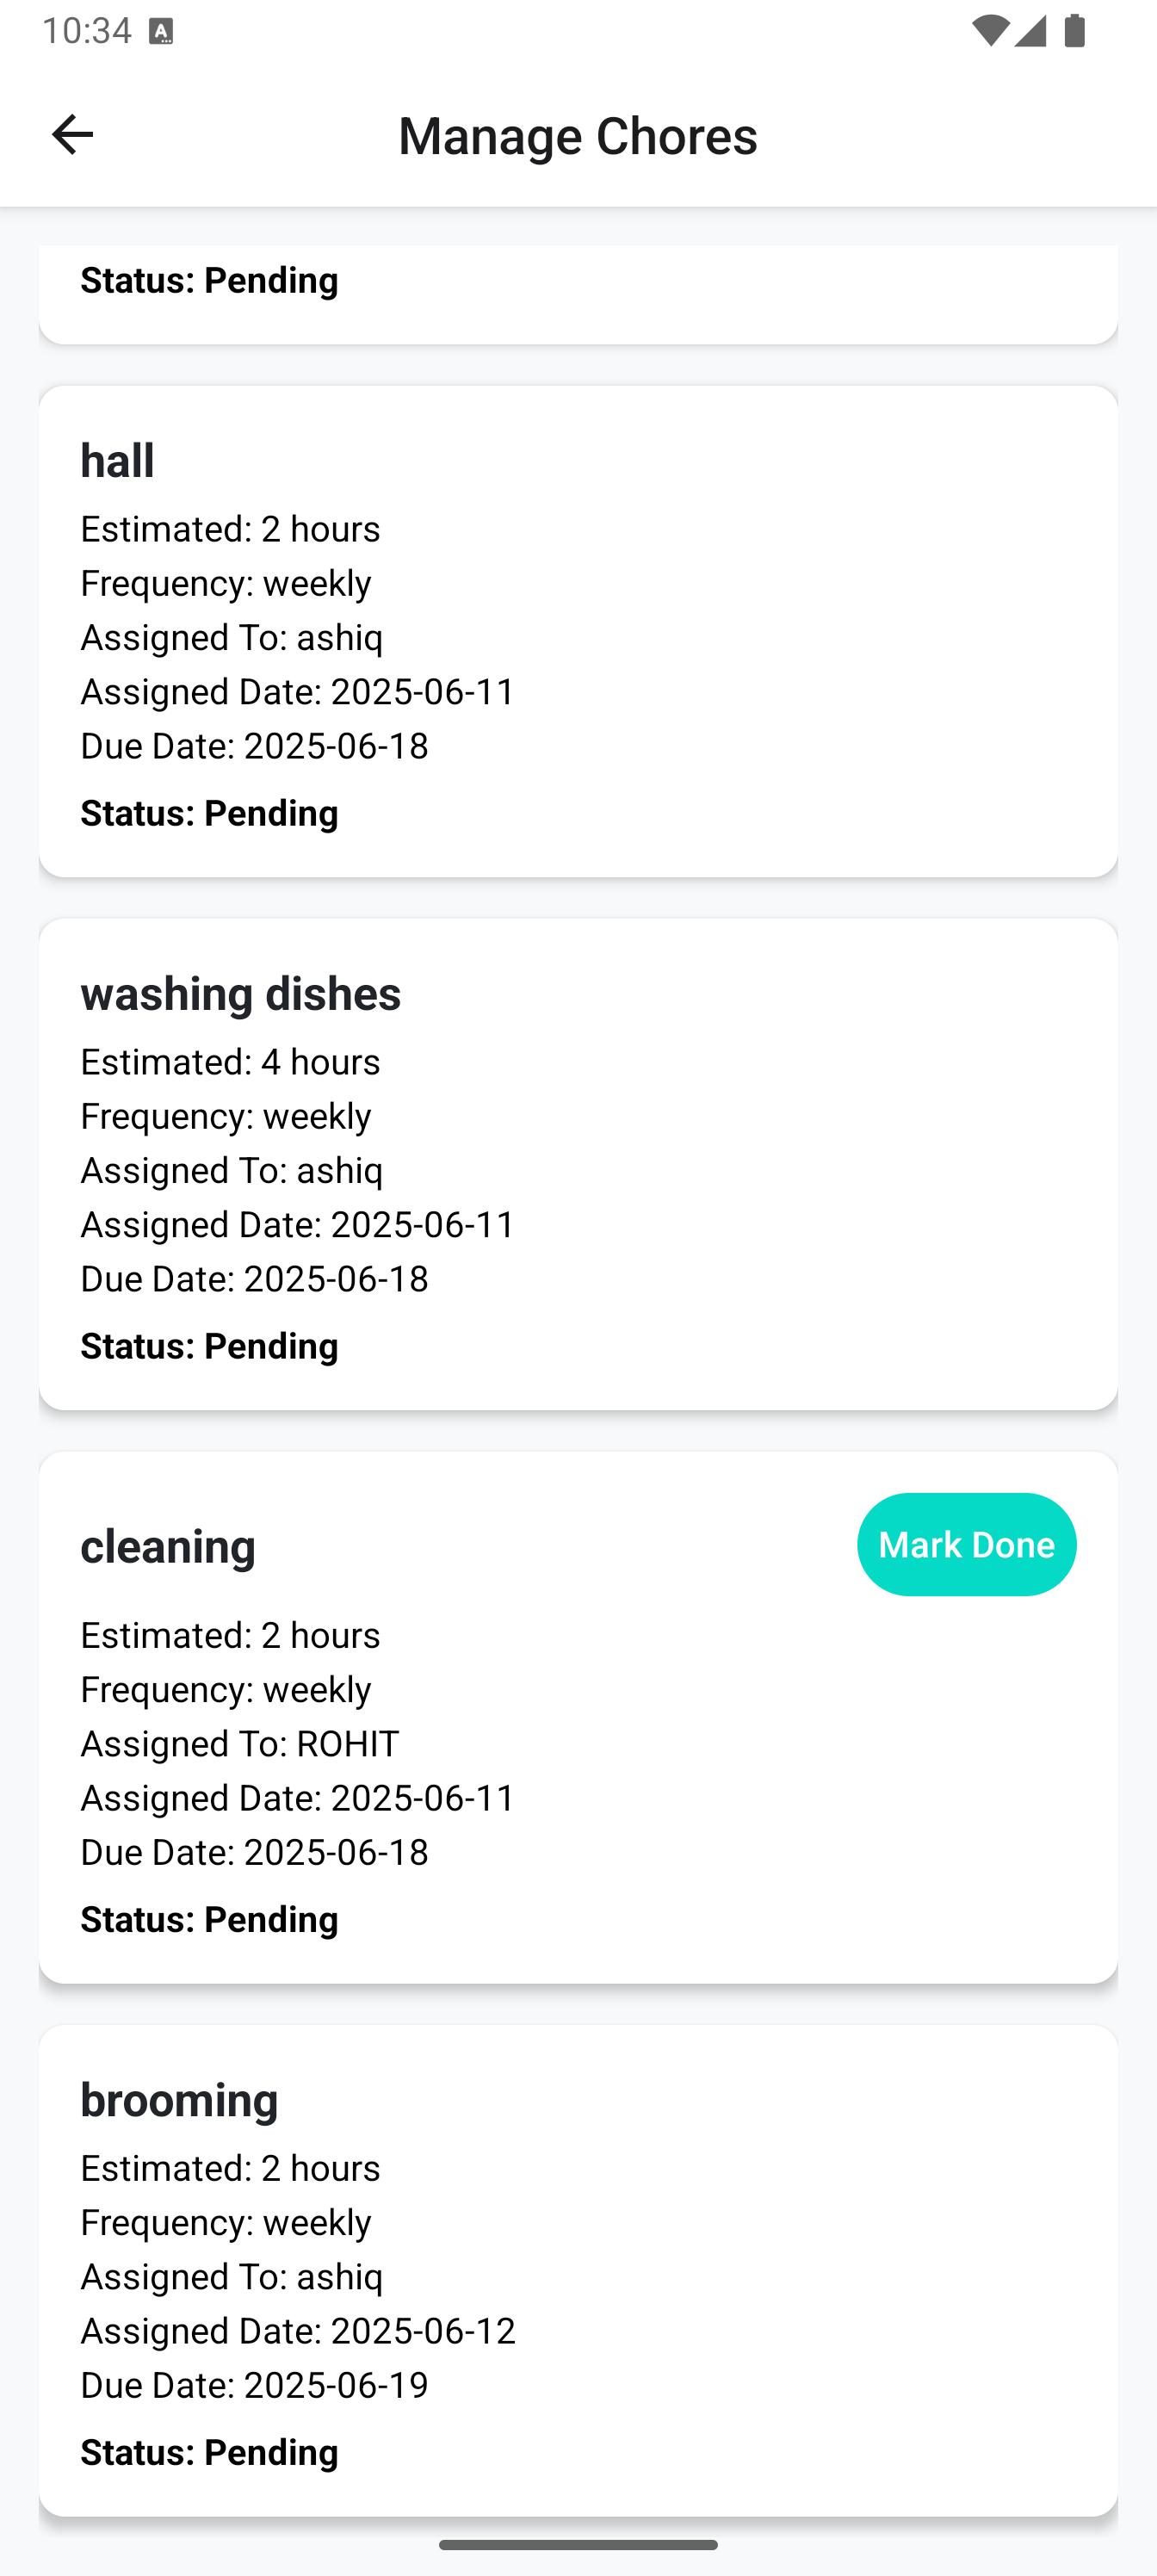 10:34
Manage Chores
Status: Pending
hall
Estimated: 2 hours
Frequency: weekly
Assigned To: ashiq
Assigned Date: 2025-06-11
Due Date: 2025-06-18
Status: Pending
washing dishes
Estimated: 4 hours
Frequency: weekly
Assigned To: ashiq
Assigned Date: 2025-06-11
Due Date: 2025-06-18
Status: Pending
cleaning
Mark Done
Estimated: 2 hours
Frequency: weekly
Assigned To: ROHIT
Assigned Date: 2025-06-11
Due Date: 2025-06-18
Status: Pending
brooming
Estimated: 2 hours
Frequency: weekly
Assigned To: ashiq
Assigned Date: 2025-06-12
Due Date: 2025-06-19
Status: Pending